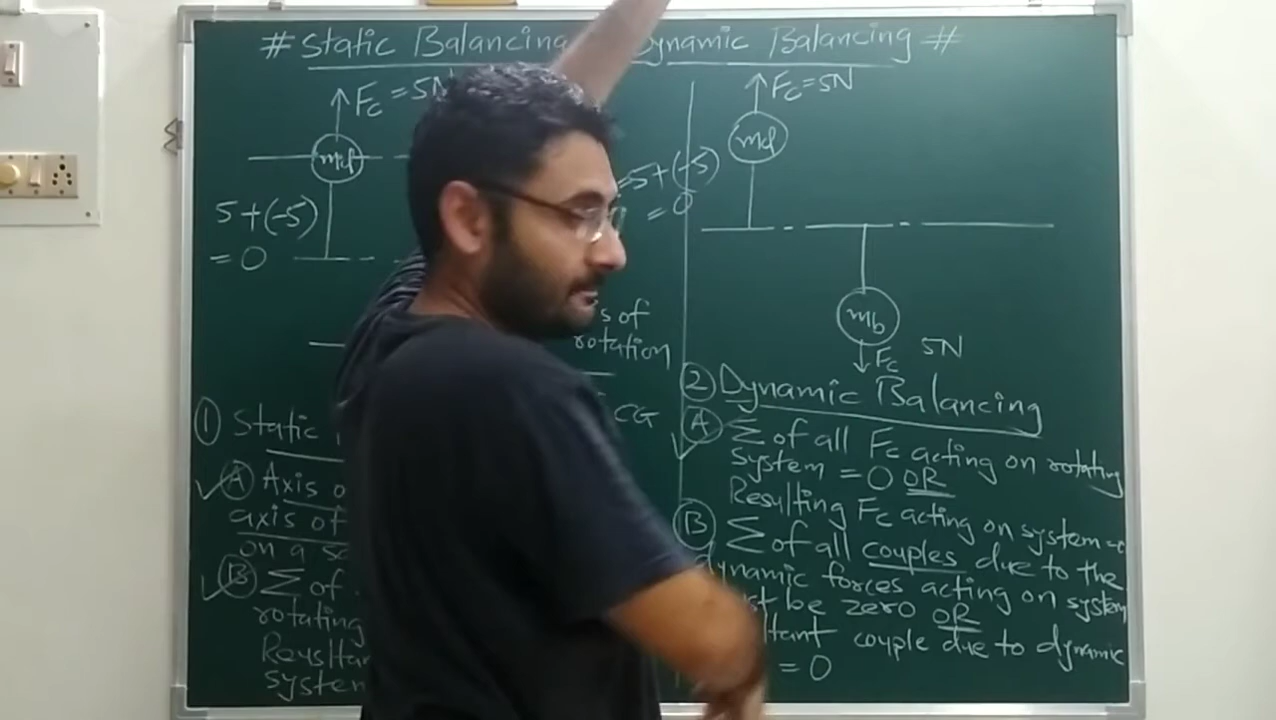 # Static Balancing Dynamic Balancing #
Fc = 5N
md
5+(-5)
= 0
=5+(-5)
= 0
s of
rotation
CG
① Static
Ⓐ Axis o
axis of
on a s
Ⓑ Σ of
rotating
Reusltan
system
Fc = 5N
md
mb
Fc 5N
② Dynamic Balancing
Ⓐ Σ of all Fc acting on rotating
system = 0 OR
Resulting Fc acting on system =
Ⓑ Σ of all couples due to the
dynamic forces acting on system
st be zero OR
ltant couple due to dynamic
= 0